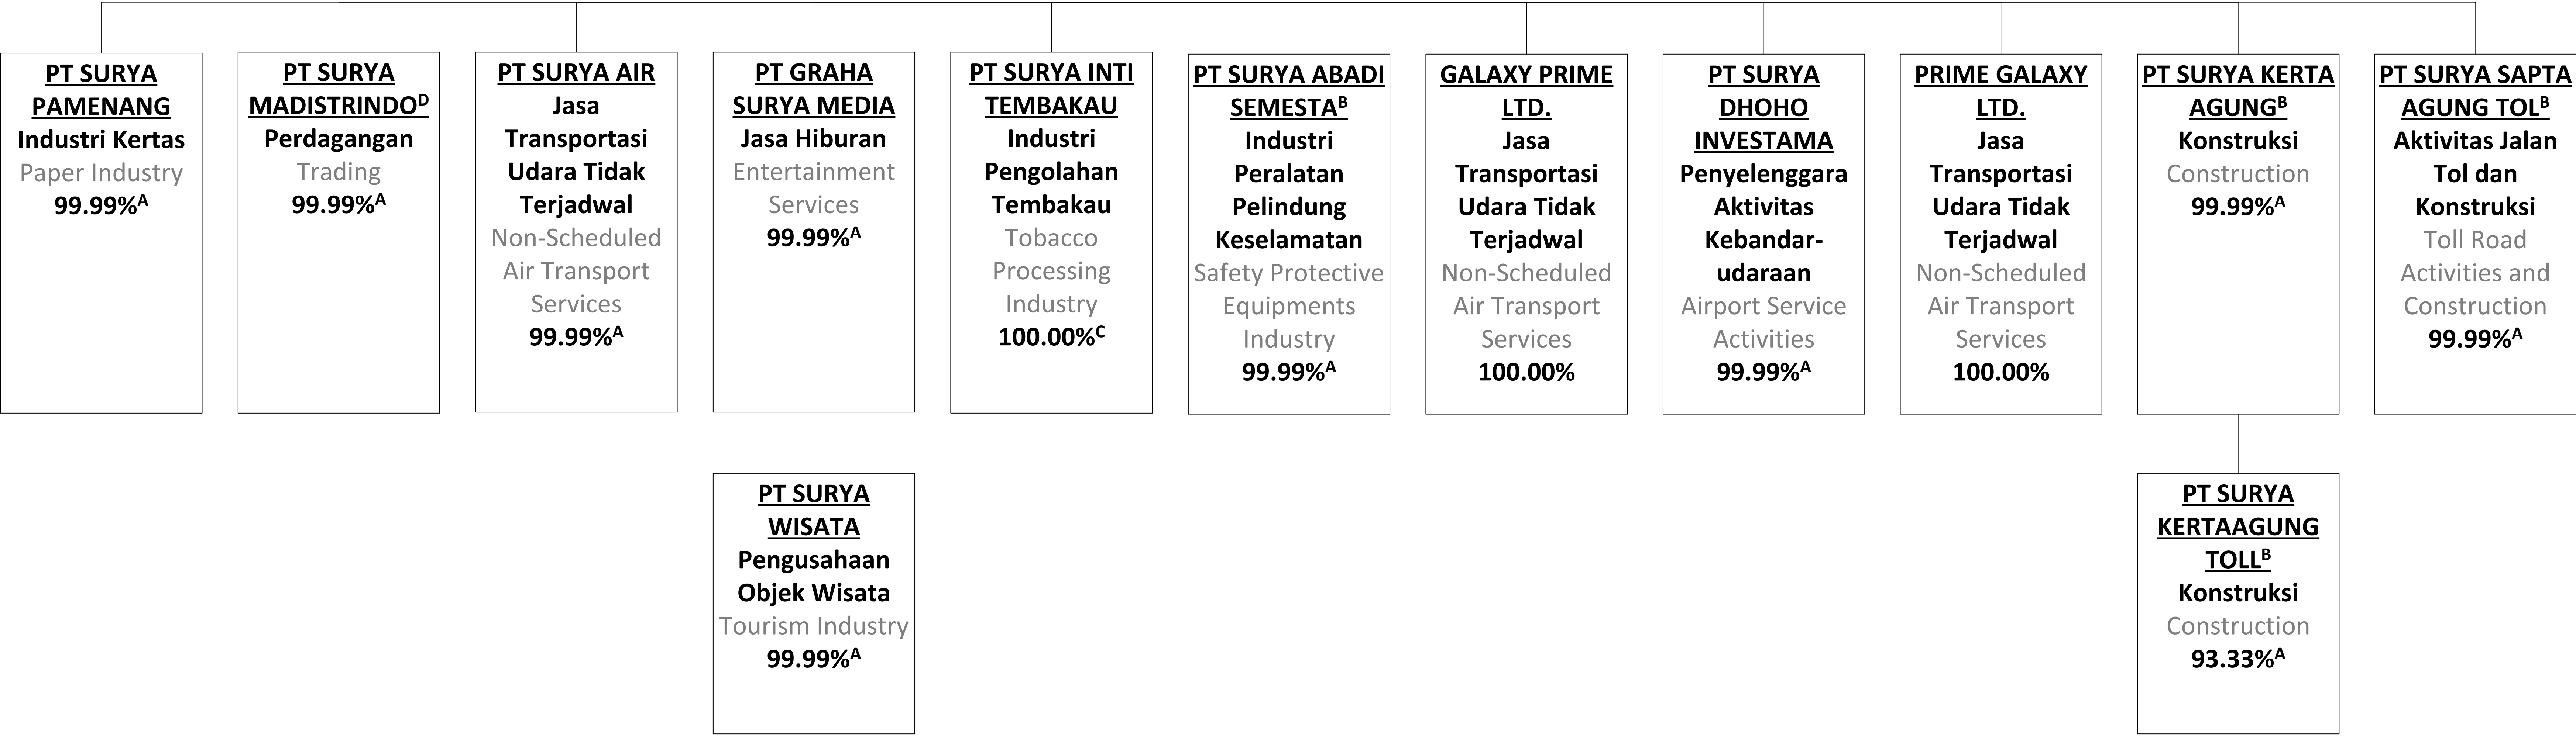 PT SURYA
PAMENANG
Industri Kertas
Paper Industry
99.99%A
PT SURYA
MADISTRINDOD
Perdagangan
Trading
99.99%A
PT SURYA AIR
Jasa
Transportasi
Udara Tidak
Terjadwal
Non-Scheduled
Air Transport
Services
99.99%A
PT GRAHA
SURYA MEDIA
Jasa Hiburan
Entertainment
Services
99.99%A
PT SURYA INTI
TEMBAKAU
Industri
Pengolahan
Tembakau
Tobacco
Processing
Industry
100.00%C
PT SURYA ABADI
SEMESTAB
Industri
Peralatan
Pelindung
Keselamatan
Safety Protective
Equipments
Industry
99.99%A
GALAXY PRIME
LTD.
Jasa
Transportasi
Udara Tidak
Terjadwal
Non-Scheduled
Air Transport
Services
100.00%
PT SURYA
DHOHO
INVESTAMA
Penyelenggara
Aktivitas
Kebandar-
udaraan
Airport Service
Activities
99.99%A
PRIME GALAXY
LTD.
Jasa
Transportasi
Udara Tidak
Terjadwal
Non-Scheduled
Air Transport
Services
100.00%
PT SURYA KERTA
AGUNGB
Konstruksi
Construction
99.99%A
PT SURYA SAPTA
AGUNG TOLB
Aktivitas Jalan
Tol dan
Konstruksi
Toll Road
Activities and
Construction
99.99%A
PT SURYA
WISATA
Pengusahaan
Objek Wisata
Tourism Industry
99.99%A
PT SURYA
KERTAAGUNG
TOLLB
Konstruksi
Construction
93.33%A